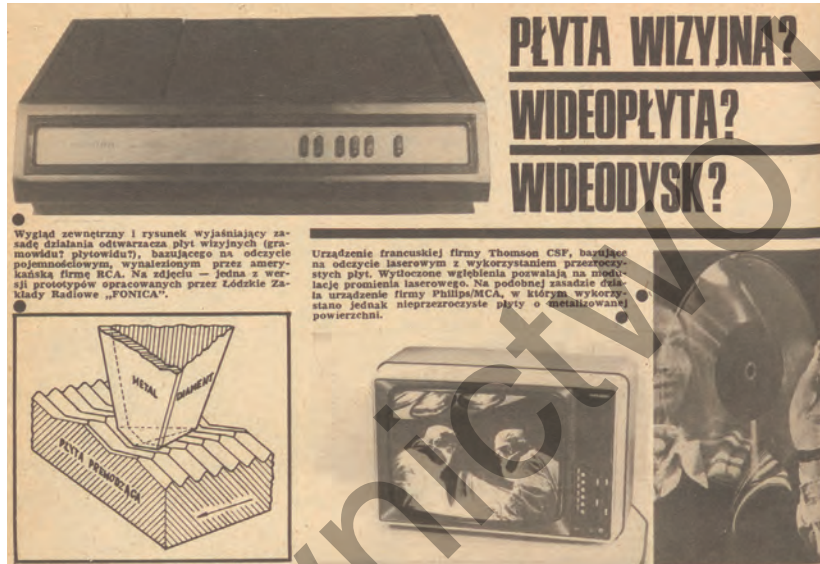 PŁYTA WIZYJNA?
WIDEOPŁYTA?
WIDEODYSK?
Wygląd zewnętrzny i rysunek wyjaśniający za-
sadę działania odtwarzacza płyt wizyjnych (gra-
mowidu? płytowidu?), bazującego na odczycie
pojemnościowym, wynalezionym przez amery-
kańską firmę RCA. Na zdjęciu — jedna z wer-
sji prototypów opracowanych przez Łódzkie Za-
kłady Radiowe „FONICA”.
Urządzenie francuskiej firmy Thomson CSF, bazujące
na odczycie laserowym z wykorzystaniem przezroczy-
stych płyt. Wytłoczone wgłębienia pozwalają na modu-
lację promienia laserowego. Na podobnej zasadzie dzia-
ła urządzenie firmy Philips/MCA, w którym wykorzy-
stano jednak nieprzezroczyste płyty o metalizowanej
powierzchni.
METAL
DIAMENT
PŁYTA PRZEWODZĄCA